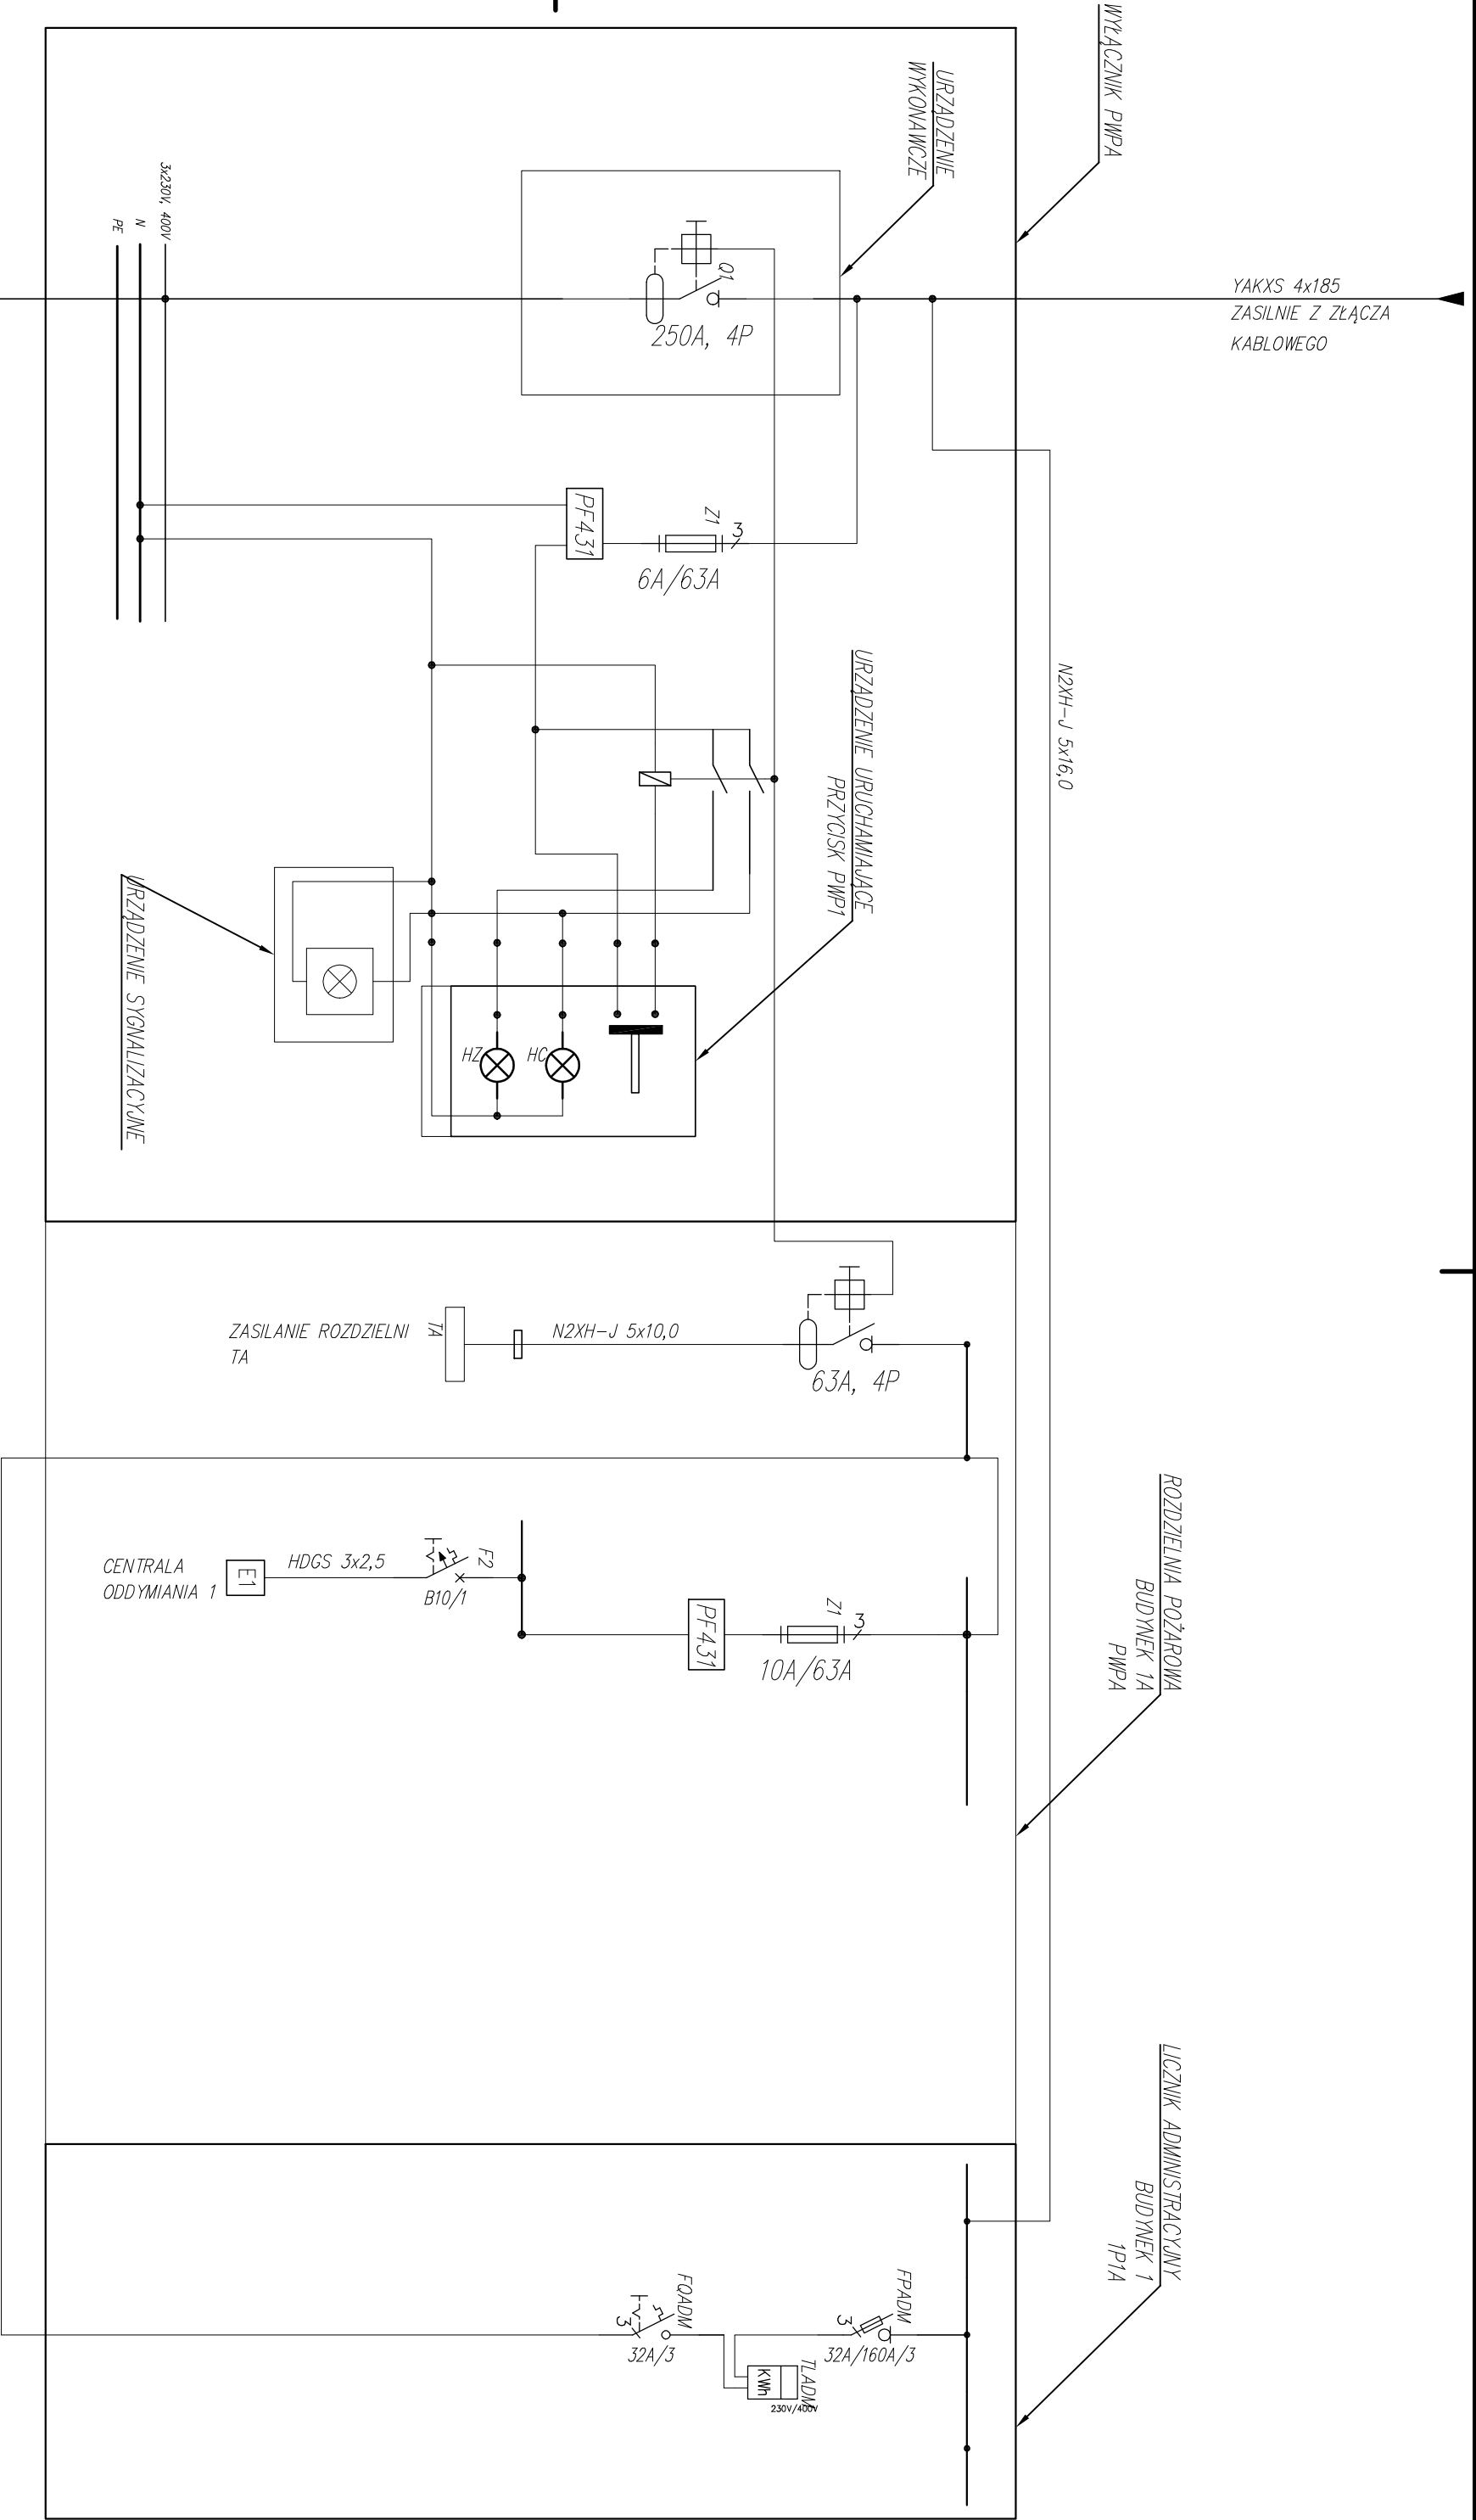 WYŁĄCZNIK PWPA
URZĄDZENIE
WYKONAWCZE
YAKXS 4x185
ZASILNIE Z ZŁĄCZA
KABLOWEGO
3x230V, 400V
N
PE
Q1
250A, 4P
PF431
Z1
3
6A/63A
N2XH-J 5x16,0
URZĄDZENIE URUCHAMIAJĄCE
PRZYCISK PWP1
HZ
HC
URZĄDZENIE SYGNALIZACYJNE
ZASILANIE ROZDZIELNI
TA
TA
N2XH-J 5x10,0
63A, 4P
ROZDZIELNIA POŻAROWA
BUDYNEK 1A
PWPA
CENTRALA
ODDYMIANIA 1
E1
HDGS 3x2,5
F2
B10/1
PF431
Z1
3
10A/63A
LICZNIK ADMINISTRACYJNY
BUDYNEK 1
1P1A
FQADM
3
32A/3
FPADM
3
32A/160A/3
TLADM
KWh
230V/400V